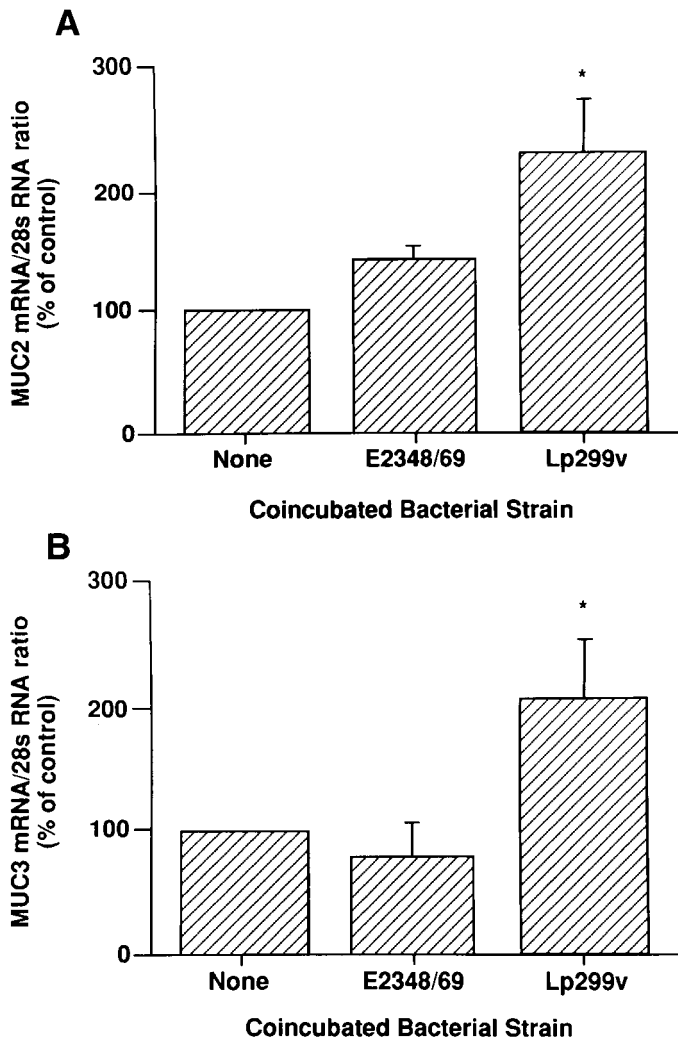 A
MUC2 mRNA/28s RNA ratio
(% of control)
300
200
100
0
*
None E2348/69 Lp299v
Coincubated Bacterial Strain
B
MUC3 mRNA/28s RNA ratio
(% of control)
300
200
100
0
*
None E2348/69 Lp299v
Coincubated Bacterial Strain